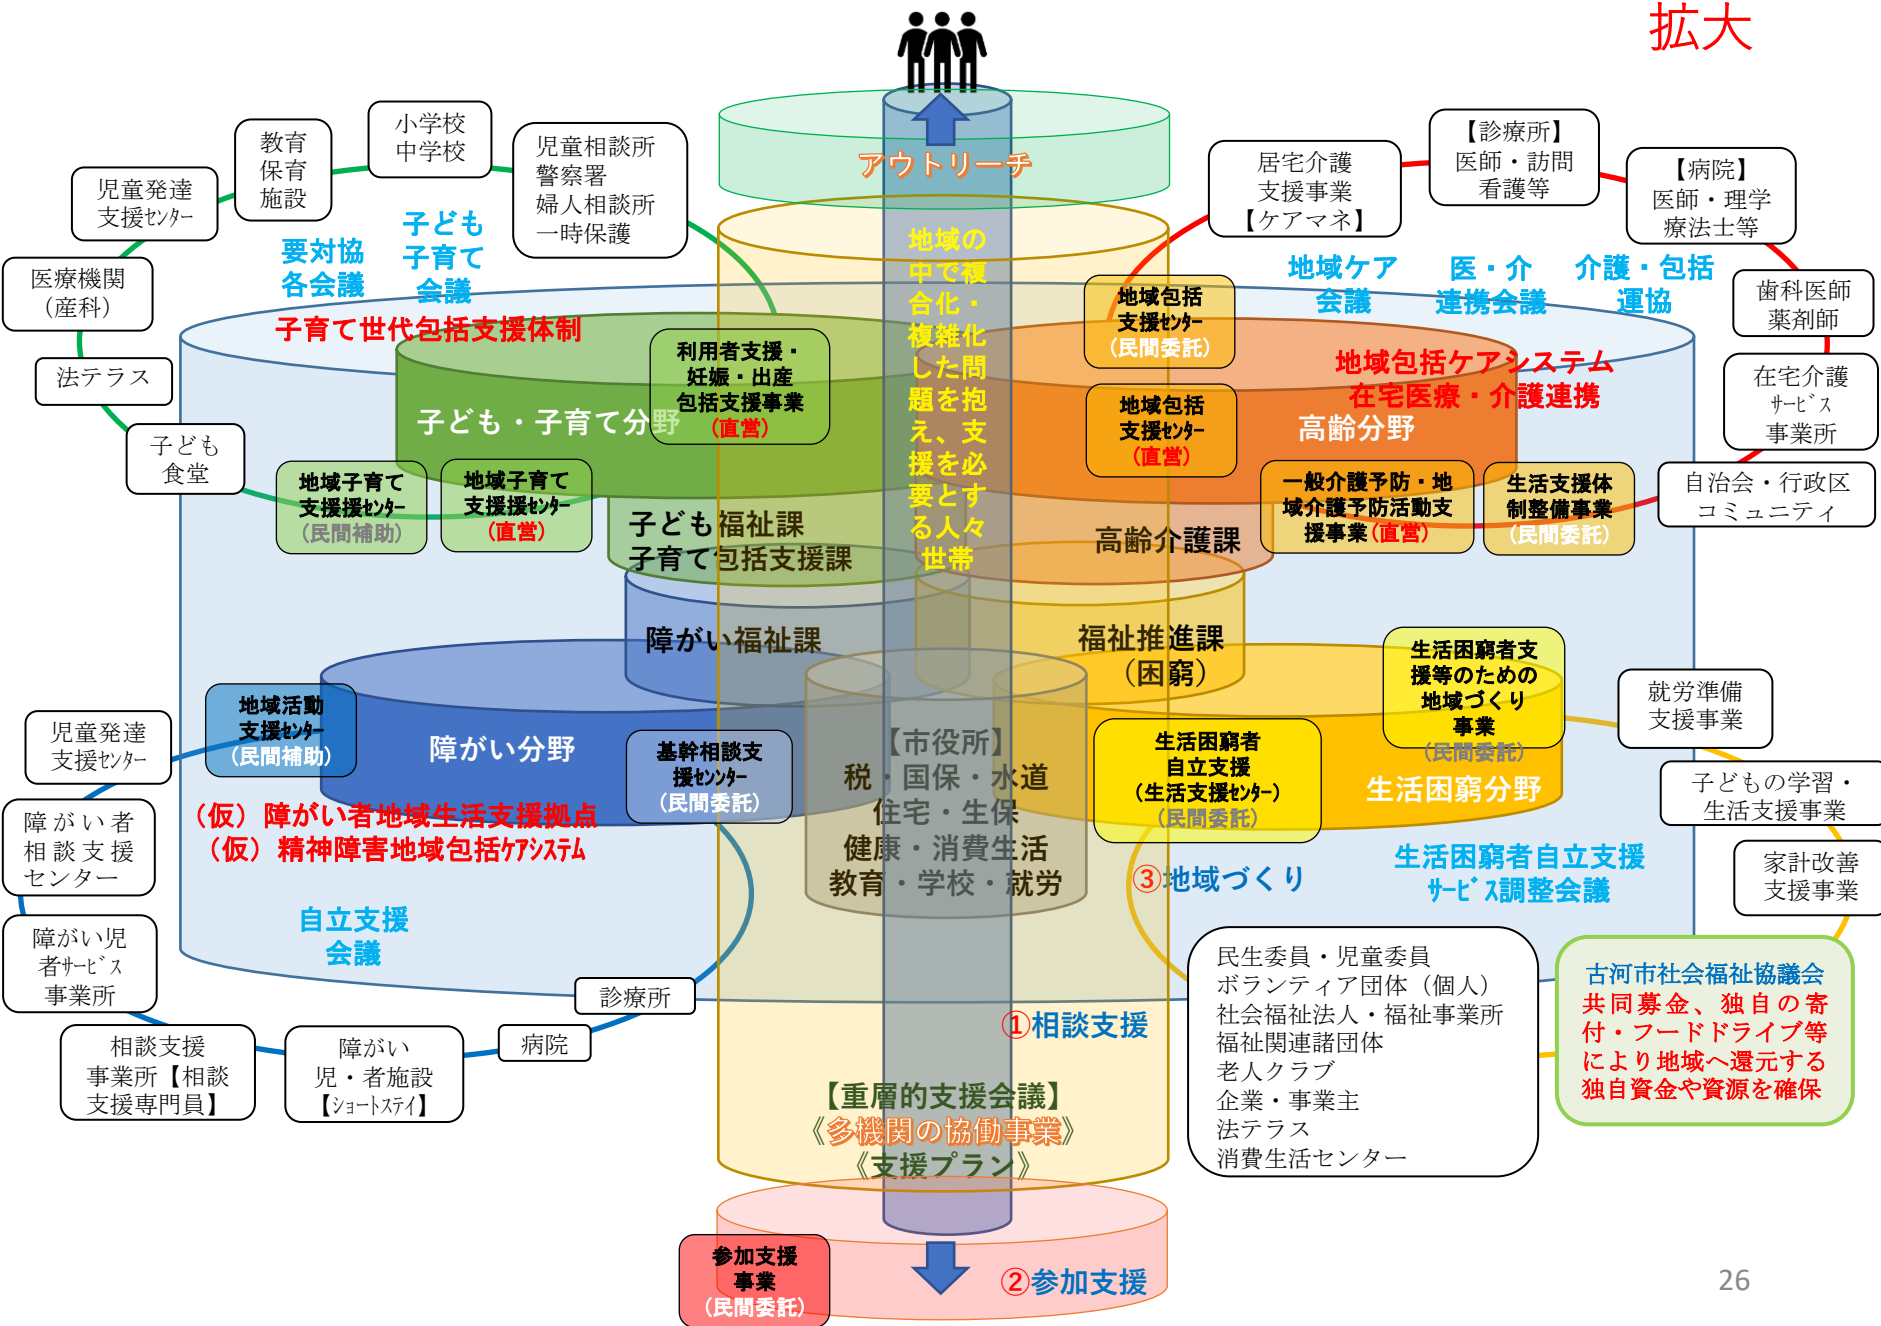 拡大
アウトリーチ
小学校
中学校
教育
保育
施設
児童相談所
警察署
婦人相談所
一時保護
児童発達
支援センター
医療機関
（産科）
法テラス
子ども
食堂
要対協
各会議
子ども
子育て
会議
子育て世代包括支援体制
利用者支援・
妊娠・出産
包括支援事業
（直営）
子ども・子育て分野
地域子育て
支援援センター
（民間補助）
地域子育て
支援援センター
（直営）
子ども福祉課
子育て包括支援課
地域の
中で複
合化・
複雑化
した問
題を抱
え、支
援を必
要とす
る人々
世帯
居宅介護
支援事業
【ケアマネ】
【診療所】
医師・訪問
看護等
【病院】
医師・理学
療法士等
歯科医師
薬剤師
在宅介護
サービス
事業所
自治会・行政区
コミュニティ
地域ケア
会議
医・介
連携会議
介護・包括
運協
地域包括
支援センター
（民間委託）
地域包括
支援センター
（直営）
地域包括ケアシステム
在宅医療・介護連携
高齢分野
一般介護予防・地
域介護予防活動支
援事業（直営）
生活支援体
制整備事業
（民間委託）
高齢介護課
障がい福祉課
福祉推進課
（困窮）
地域活動
支援センター
（民間補助）
障がい分野
基幹相談支
援センンター
（民間委託）
（仮）障がい者地域生活支援拠点
（仮）精神障害地域包括ケアシステム
自立支援
会議
児童発達
支援センター
障がい者
相談支援
センター
障がい児
者サービス
事業所
相談支援
事業所【相談
支援専門員】
障がい
児・者施設
【ショートステイ】
病院
診療所
【市役所】
税・国保・水道
住宅・生保
健康・消費生活
教育・学校・就労
生活困窮者
自立支援
（生活支援センター）
（民間委託）
生活困窮者支
援等のための
地域づくり
事業
（民間委託）
生活困窮分野
就労準備
支援事業
子どもの学習・
生活支援事業
家計改善
支援事業
生活困窮者自立支援
サービス調整会議
③地域づくり
民生委員・児童委員
ボランティア団体（個人）
社会福祉法人・福祉事業所
福祉関連諸団体
老人クラブ
企業・事業主
法テラス
消費生活センター
古河市社会福祉協議会
共同募金、独自の寄
付・フードドライブ等
により地域へ還元する
独自資金や資源を確保
①相談支援
【重層的支援会議】
《多機関の協働事業》
《支援プラン》
参加支援
事業
（民間委託）
②参加支援
26